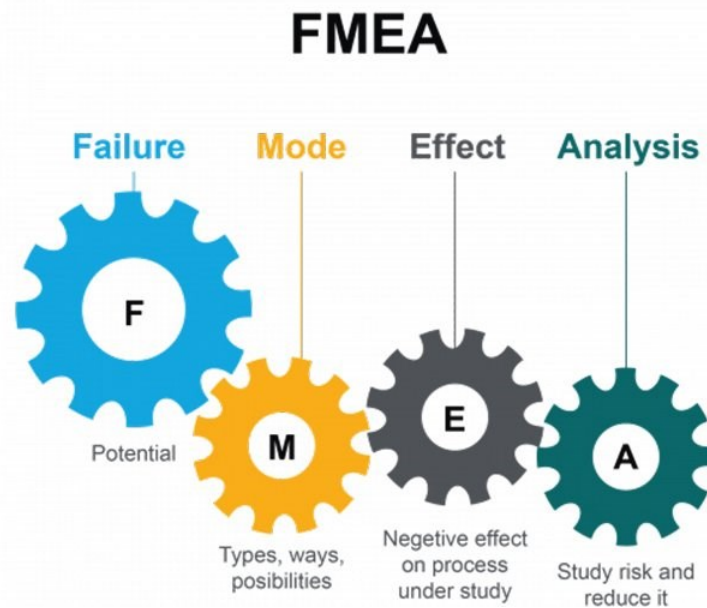 FMEA
Failure
Mode
Effect
Analysis
F
M
E
A
Potential
Types, ways,
posibilities
Negetive effect
on process
under study
Study risk and
reduce it